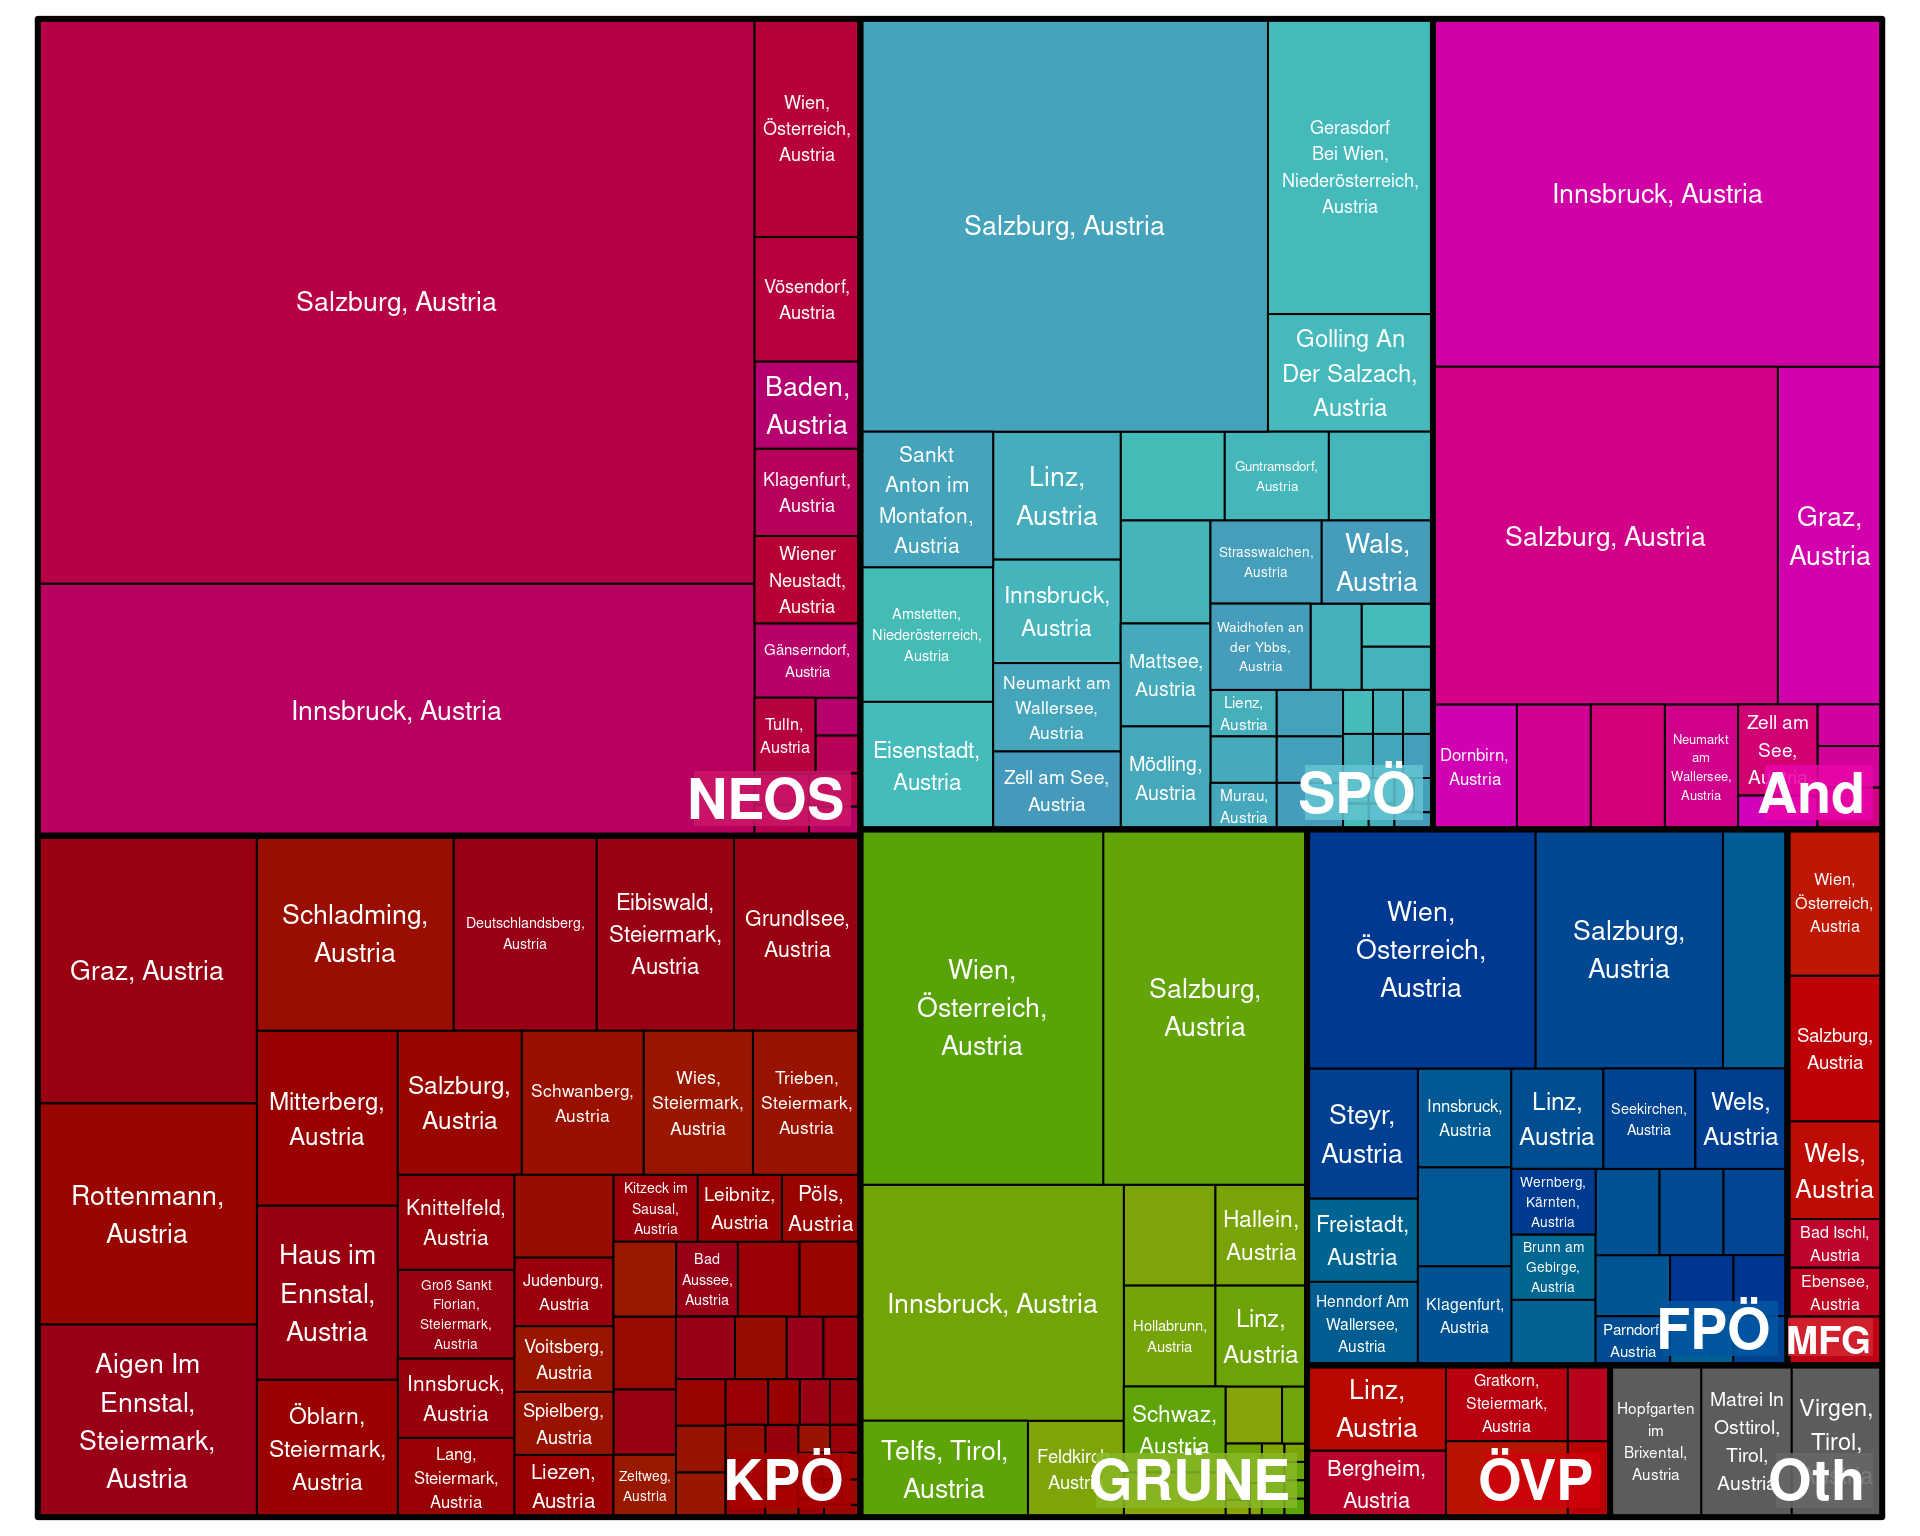 Salzburg, Austria
Innsbruck, Austria
Wien,
Österreich,
Austria
Vösendorf,
Austria
Baden,
Austria
Klagenfurt,
Austria
Wiener
Neustadt,
Austria
Gänserndorf,
Austria
Tulln,
Austria
NEOS
Salzburg, Austria
Gerasdorf
Bei Wien,
Niederösterreich,
Austria
Golling An
Der Salzach,
Austria
Sankt
Anton im
Montafon,
Austria
Amstetten,
Niederösterreich,
Austria
Eisenstadt,
Austria
Linz,
Austria
Innsbruck,
Austria
Neumarkt am
Wallersee,
Austria
Zell am See,
Austria
Guntramsdorf,
Austria
Strasswalchen,
Austria
Wals,
Austria
Mattsee,
Austria
Waidhofen an
der Ybbs,
Austria
Mödling,
Austria
Lienz,
Austria
Murau,
Austria
SPÖ
Innsbruck, Austria
Salzburg, Austria
Graz,
Austria
Dornbirn,
Austria
Neumarkt
am
Wallersee,
Austria
Zell am
See,
Austria
And
Graz, Austria
Rottenmann,
Austria
Aigen Im
Ennstal,
Steiermark,
Austria
Schladming,
Austria
Deutschlandsberg,
Austria
Eibiswald,
Steiermark,
Austria
Grundlsee,
Austria
Mitterberg,
Austria
Haus im
Ennstal,
Austria
Öblarn,
Steiermark,
Austria
Salzburg,
Austria
Schwanberg,
Austria
Wies,
Steiermark,
Austria
Trieben,
Steiermark,
Austria
Knittelfeld,
Austria
Groß Sankt
Florian,
Steiermark,
Austria
Innsbruck,
Austria
Lang,
Steiermark,
Austria
Judenburg,
Austria
Voitsberg,
Austria
Spielberg,
Austria
Liezen,
Austria
Kitzeck im
Sausal,
Austria
Leibnitz,
Austria
Pöls,
Austria
Bad
Aussee,
Austria
Zeltweg,
Austria
KPÖ
Wien,
Österreich,
Austria
Salzburg,
Austria
Innsbruck, Austria
Telfs, Tirol,
Austria
Feldkirch,
Austria
Hallein,
Austria
Hollabrunn,
Austria
Linz,
Austria
Schwaz,
Austria
GRÜNE
Wien,
Österreich,
Austria
Salzburg,
Austria
Steyr,
Austria
Freistadt,
Austria
Henndorf Am
Wallersee,
Austria
Innsbruck,
Austria
Klagenfurt,
Austria
Linz,
Austria
Seekirchen,
Austria
Wels,
Austria
Wernberg,
Kärnten,
Austria
Brunn am
Gebirge,
Austria
Parndorf
Austria
FPÖ
Wien,
Österreich,
Austria
Salzburg,
Austria
Wels,
Austria
Bad Ischl,
Austria
Ebensee,
Austria
MFG
Linz,
Austria
Bergheim,
Austria
Gratkorn,
Steiermark,
Austria
ÖVP
Hopfgarten
im
Brixental,
Austria
Matrei In
Osttirol,
Tirol,
Austria
Virgen,
Tirol,
Austria
Oth